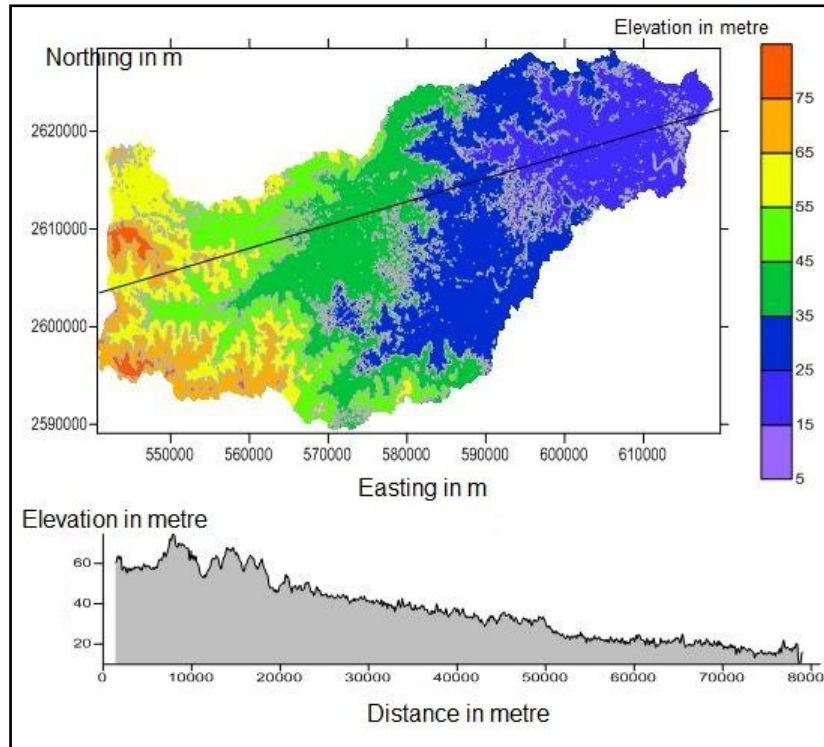 Elevation in metre
Northing in m
2620000
2610000
2600000
2590000
550000 560000 570000 580000 590000 600000 610000
Easting in m
75
65
55
45
35
25
15
5
Elevation in metre
60
40
20
0 10000 20000 30000 40000 50000 60000 70000 8000
Distance in metre